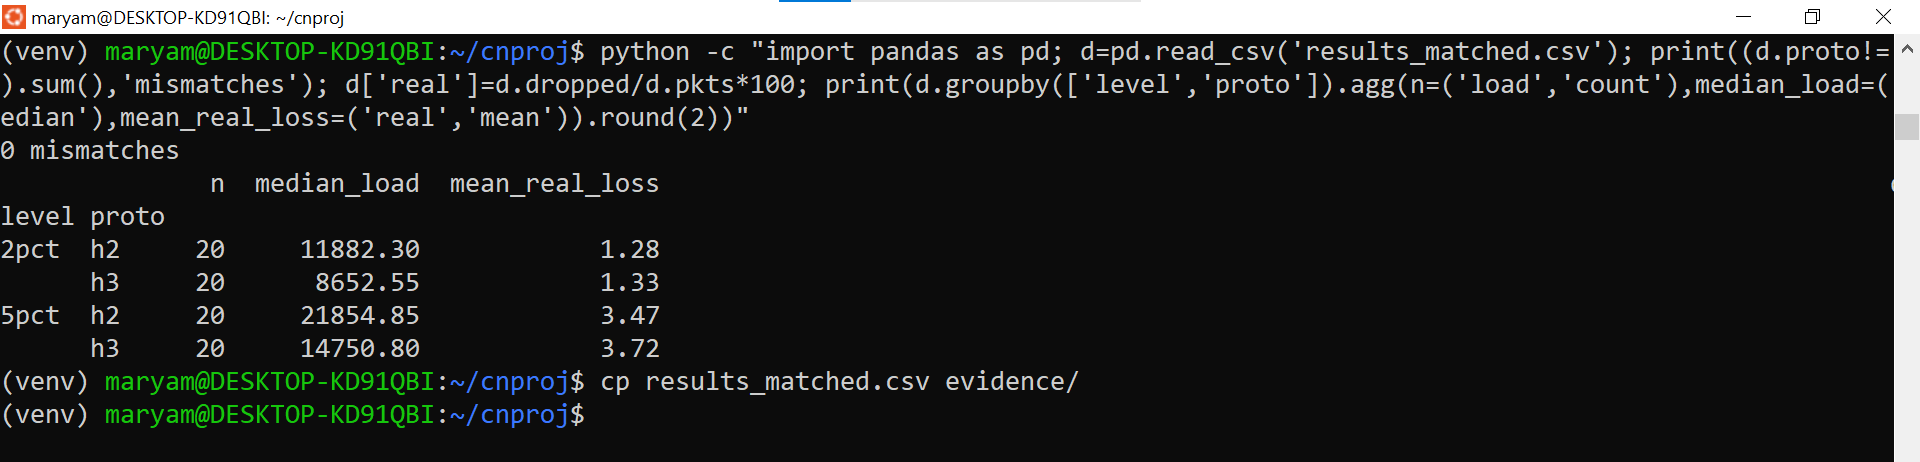 maryam@DESKTOP-KD91QBI: ~/cnproj
(venv) maryam@DESKTOP-KD91QBI:~/cnproj$ python -c "import pandas as pd; d=pd.read_csv('results_matched.csv'); print((d.proto!=
).sum(),'mismatches'); d['real']=d.dropped/d.pkts*100; print(d.groupby(['level','proto']).agg(n=('load','count'),median_load=(
edian'),mean_real_loss=('real','mean')).round(2))"
0 mismatches
n median_load mean_real_loss
level proto
2pct h2 20 11882.30 1.28
h3 20 8652.55 1.33
5pct h2 20 21854.85 3.47
h3 20 14750.80 3.72
(venv) maryam@DESKTOP-KD91QBI:~/cnproj$ cp results_matched.csv evidence/
(venv) maryam@DESKTOP-KD91QBI:~/cnproj$